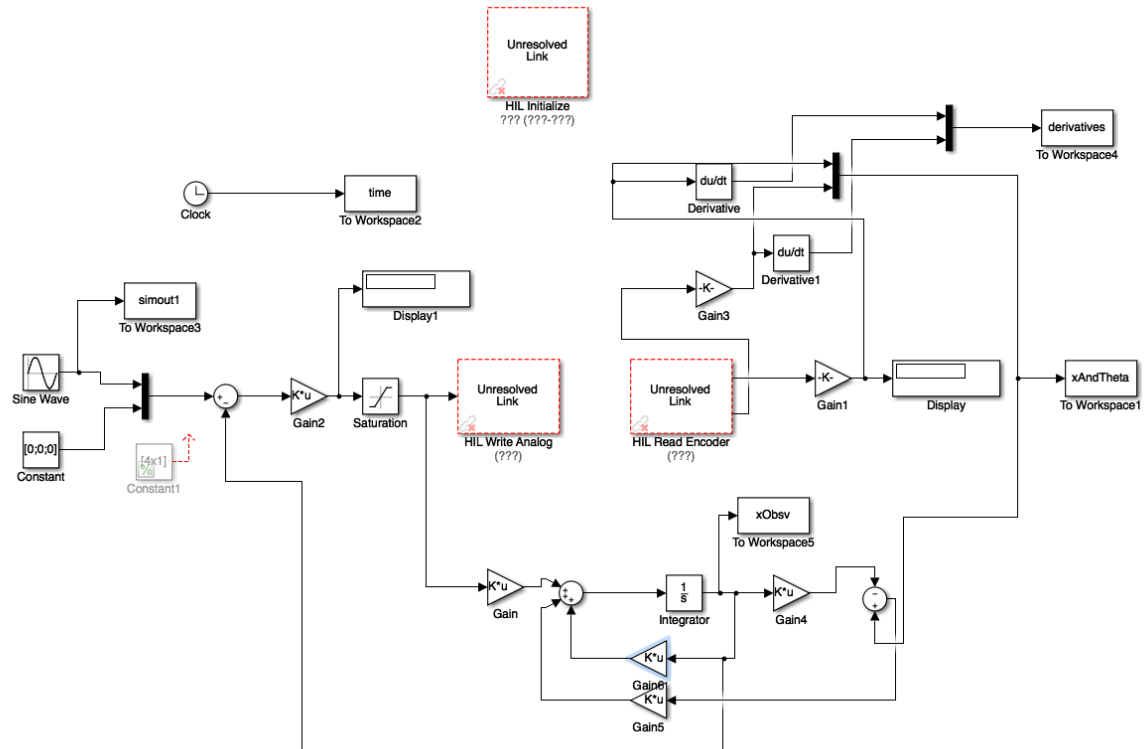 Unresolved
Link
HIL Initialize
??? (???-???)
derivatives
To Workspace4
du/dt
Derivative
time
To Workspace2
Clock
du/dt
Derivative1
-K-
Gain3
simout1
To Workspace3
Display1
Sine Wave
K*u
Gain2
Saturation
Unresolved
Link
HIL Write Analog
(???)
Unresolved
Link
HIL Read Encoder
(???)
-K-
Gain1
Display
xAndTheta
To Workspace1
[0;0;0]
Constant
[4x1]
%
Constant1
+
−
xObsv
To Workspace5
K*u
Gain
+
+
+
1
s
Integrator
K*u
Gain4
−
+
K*u
Gain6
K*u
Gain5